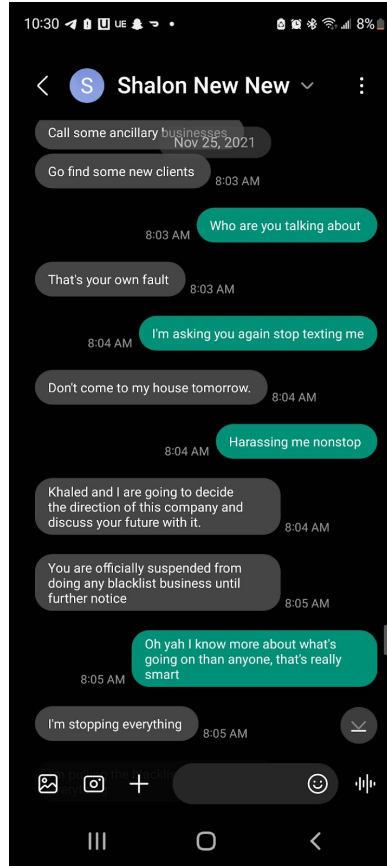 10:30
UE
8%
S
Shalon New New
Call some ancillary businesses
Nov 25, 2021
Go find some new clients
8:03 AM
Who are you talking about
8:03 AM
That's your own fault
8:03 AM
I'm asking you again stop texting me
8:04 AM
Don't come to my house tomorrow.
8:04 AM
Harassing me nonstop
8:04 AM
Khaled and I are going to decide
the direction of this company and
discuss your future with it.
8:04 AM
You are officially suspended from
doing any blacklist business until
further notice
8:05 AM
Oh yah I know more about what's
going on than anyone, that's really
smart
8:05 AM
I'm stopping everything
8:05 AM